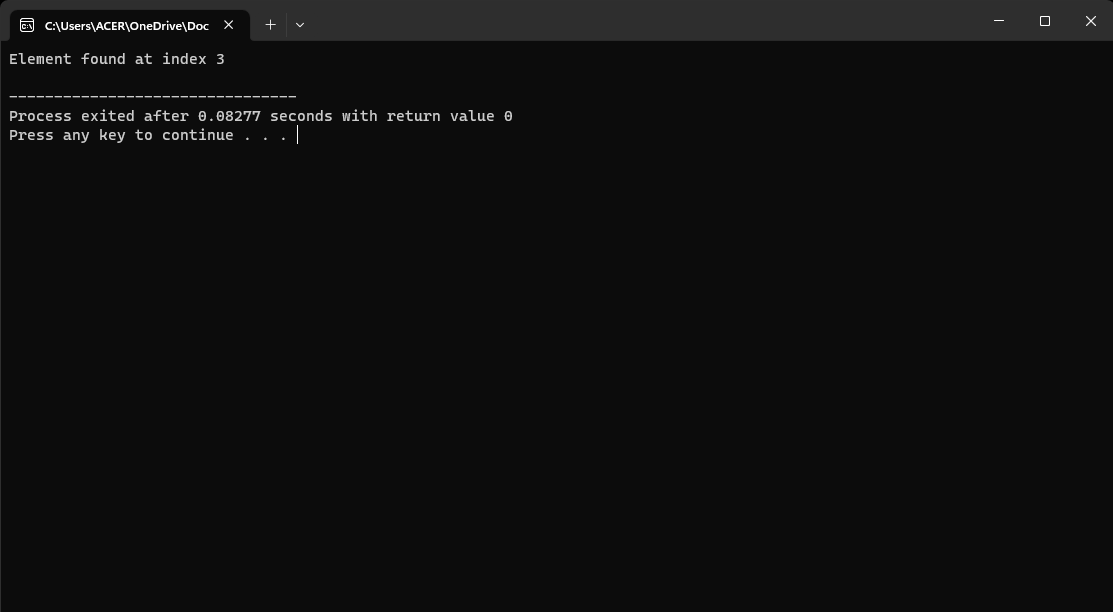 C:\Users\ACER\OneDrive\Doc
Element found at index 3
--------------------------------
Process exited after 0.08277 seconds with return value 0
Press any key to continue . . .